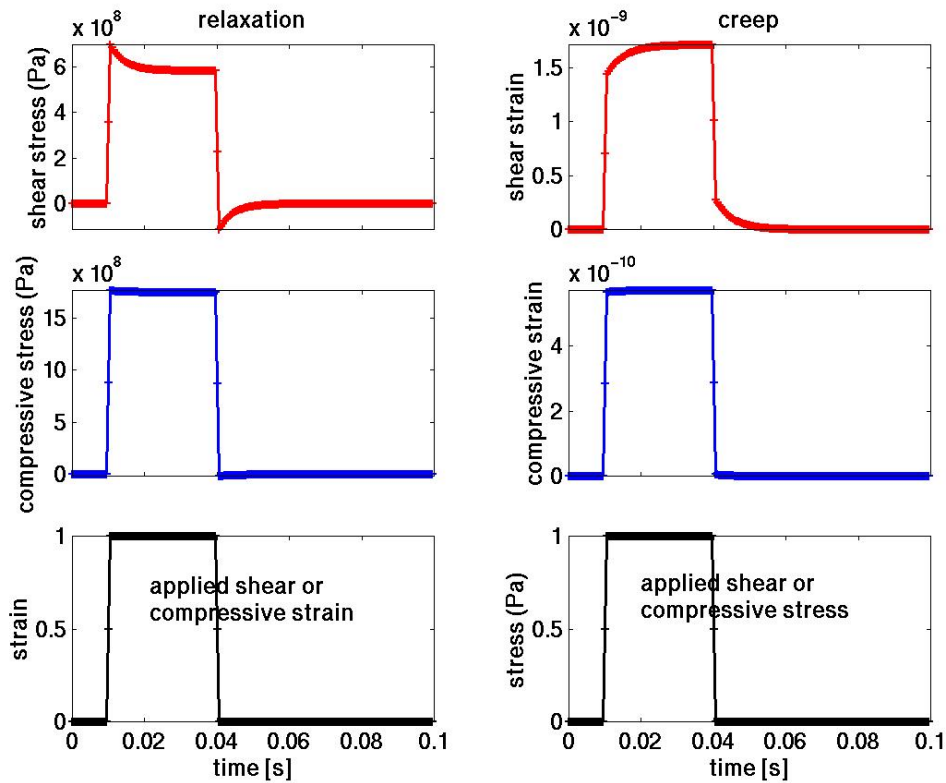 relaxation
x 10^8
6
4
2
0
shear stress (Pa)
creep
x 10^-9
1.5
1
0.5
0
shear strain
x 10^8
15
10
5
0
compressive stress (Pa)
x 10^-10
4
2
0
compressive strain
1
0.5
0
strain
applied shear or
compressive strain
0 0.02 0.04 0.06 0.08 0.1
time [s]
1
0.5
0
stress (Pa)
applied shear or
compressive stress
0 0.02 0.04 0.06 0.08 0.1
time [s]